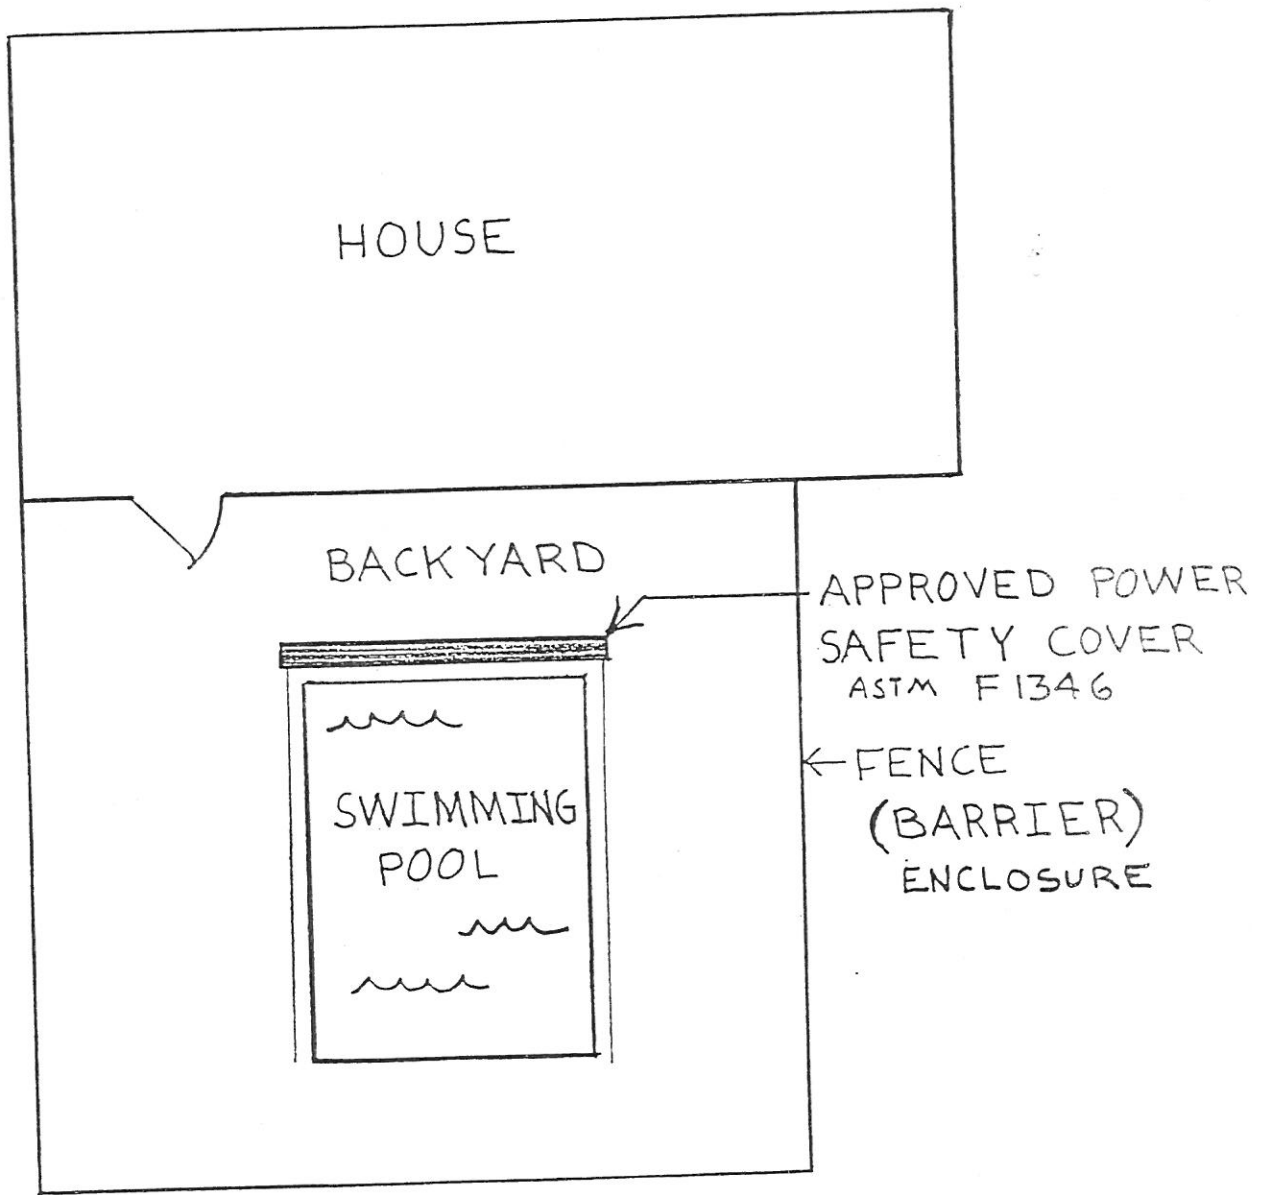 HOUSE
BACKYARD
APPROVED POWER
SAFETY COVER
ASTM F1346
FENCE
(BARRIER)
ENCLOSURE
SWIMMING
POOL